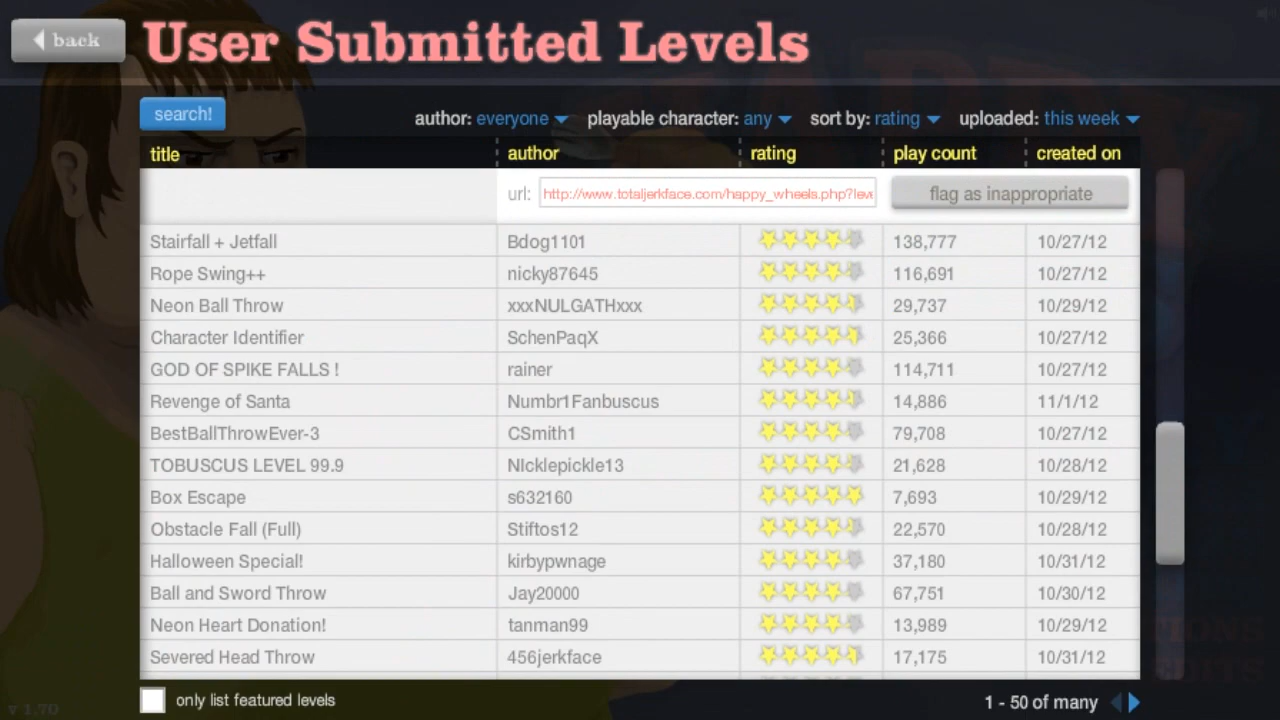 back User Submitted Levels
search! author: everyone playable character: any sort by: rating uploaded: this week
title author rating play count created on
url: http://www.totaljerkface.com/happy_wheels.php?leve flag as inappropriate
Stairfall + Jetfall Bdog1101 138,777 10/27/12
Rope Swing++ nicky87645 116,691 10/27/12
Neon Ball Throw xxxNULGATHxxx 29,737 10/29/12
Character Identifier SchenPaqX 25,366 10/27/12
GOD OF SPIKE FALLS ! rainer 114,711 10/27/12
Revenge of Santa Numbr1Fanbuscus 14,886 11/1/12
BestBallThrowEver-3 CSmith1 79,708 10/27/12
TOBUSCUS LEVEL 99.9 NIcklepickle13 21,628 10/28/12
Box Escape s632160 7,693 10/29/12
Obstacle Fall (Full) Stiftos12 22,570 10/28/12
Halloween Special! kirbypwnage 37,180 10/31/12
Ball and Sword Throw Jay20000 67,751 10/30/12
Neon Heart Donation! tanman99 13,989 10/29/12
Severed Head Throw 456jerkface 17,175 10/31/12
only list featured levels 1 - 50 of many
v 1.70